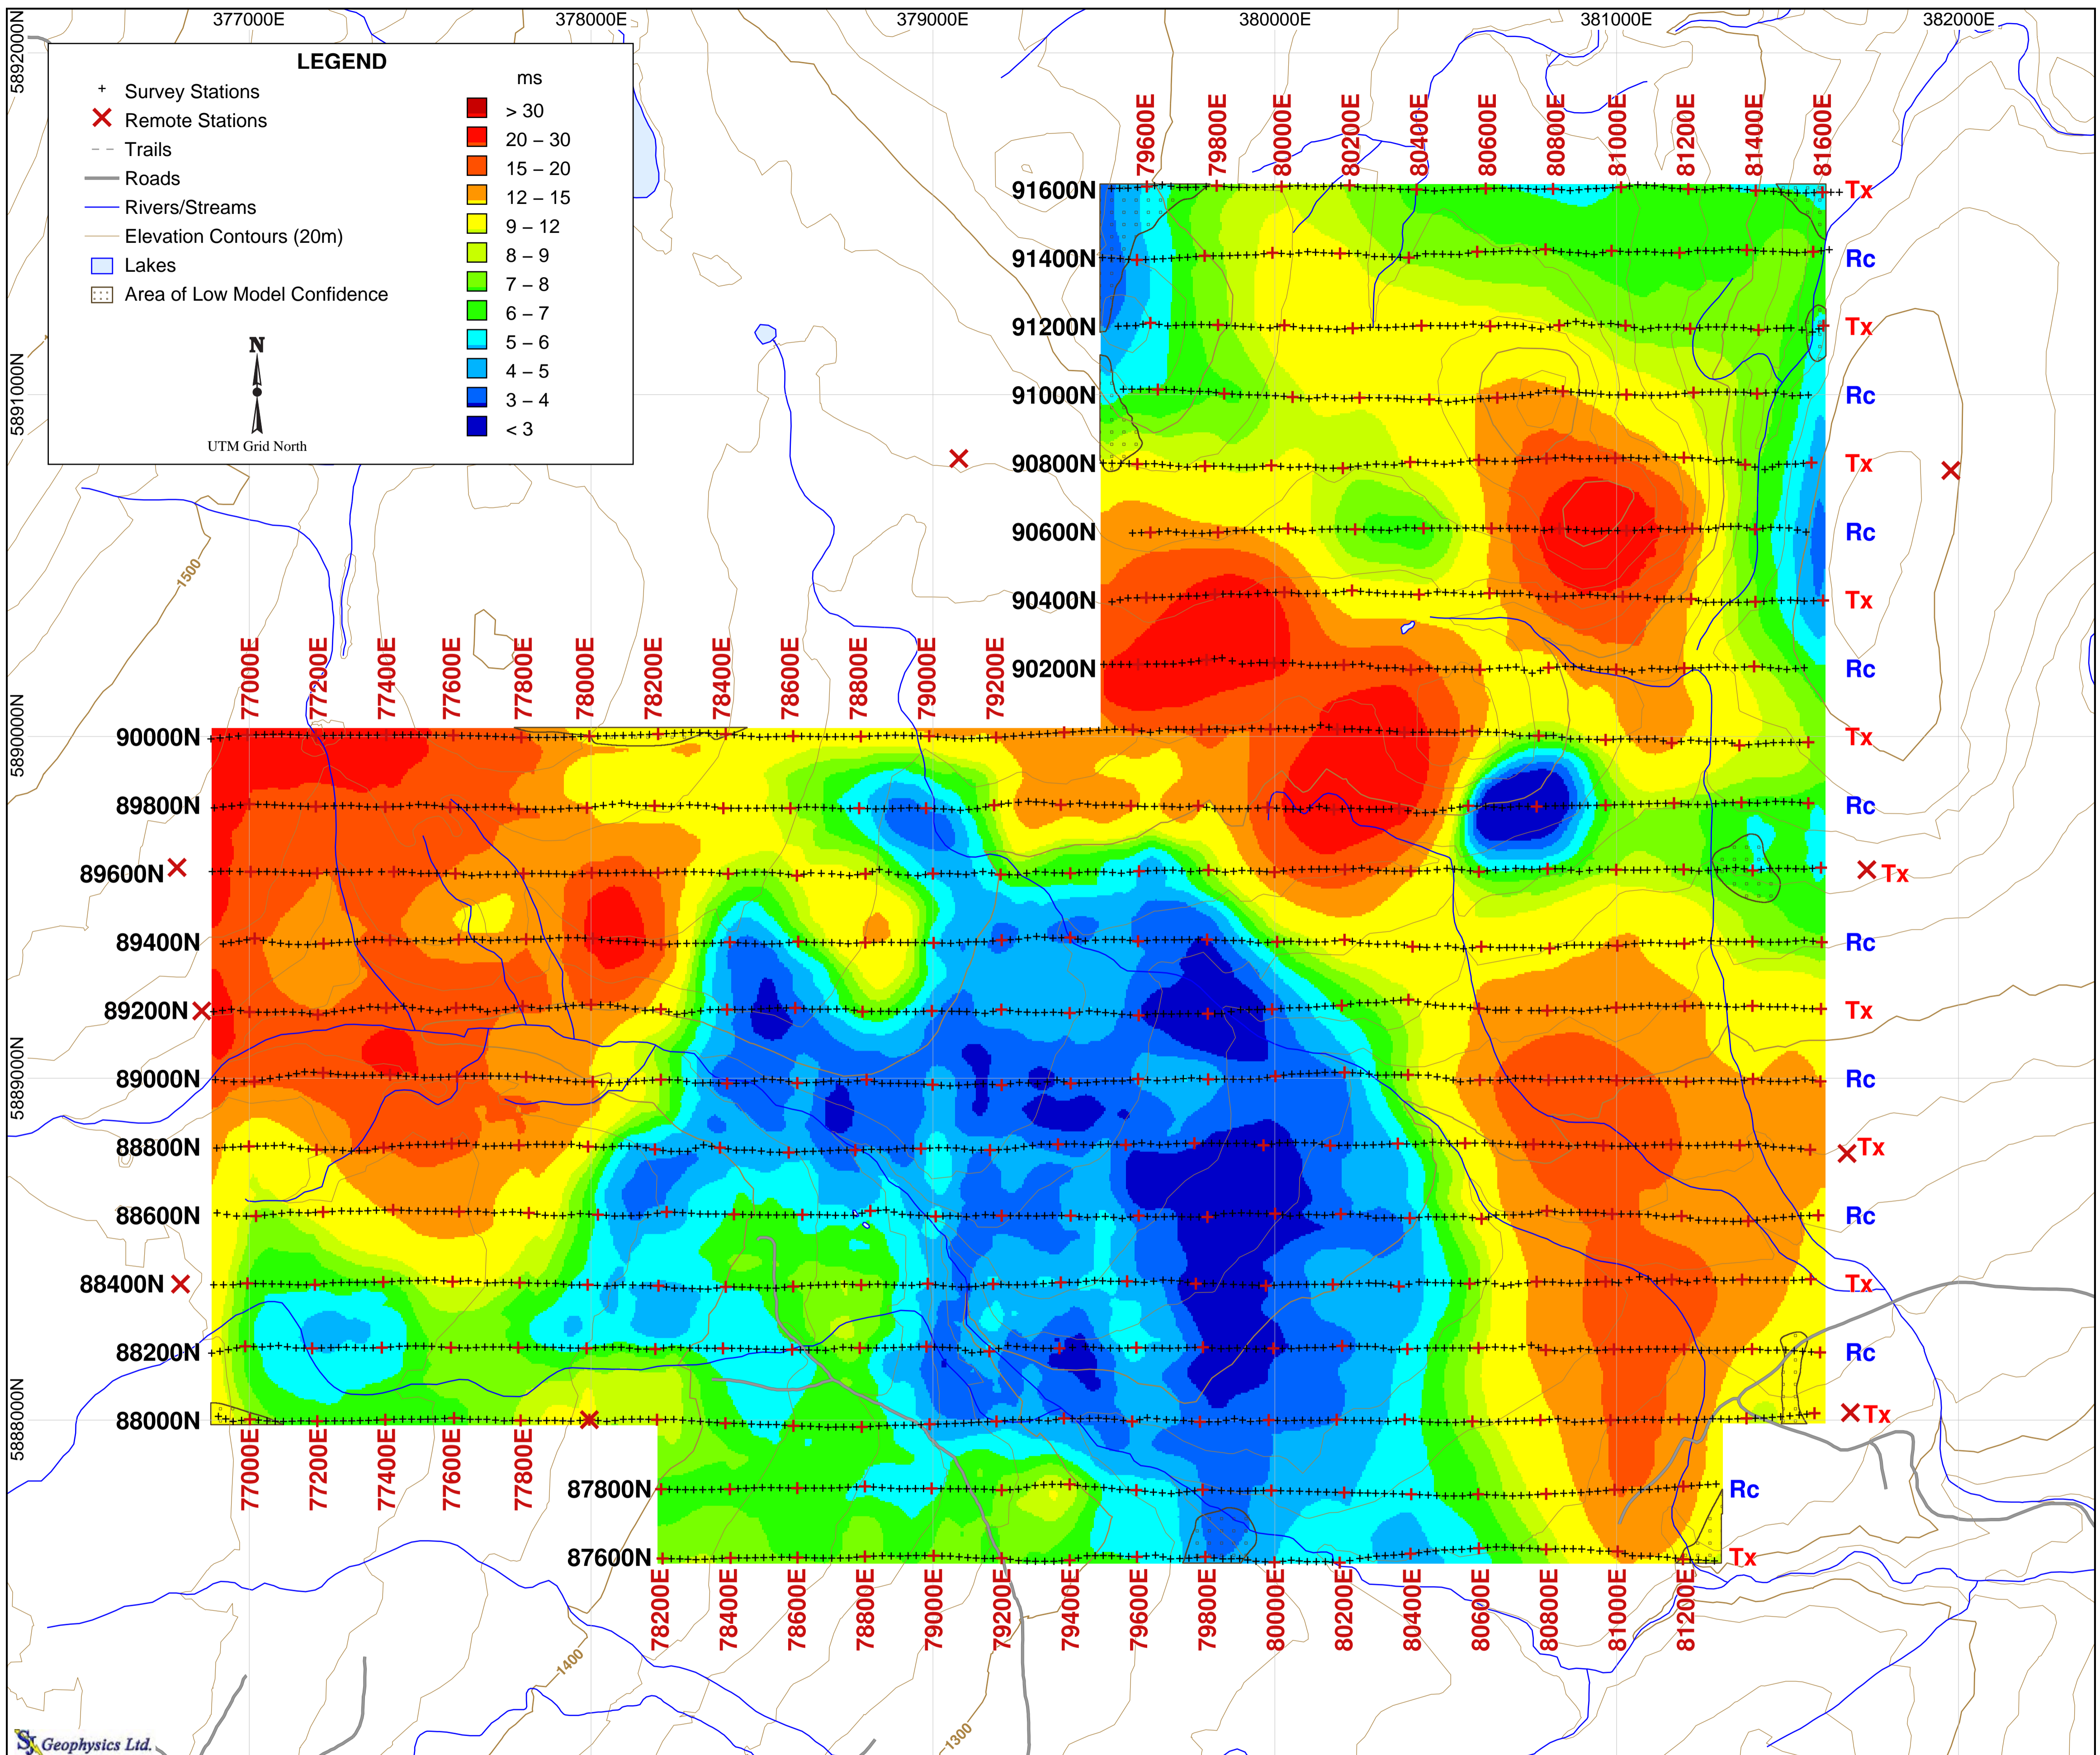 377000E 378000E 379000E 380000E 381000E 382000E
5892000N
5891000N
5890000N
5889000N
5888000N
LEGEND
Survey Stations
Remote Stations
Trails
Roads
Rivers/Streams
Elevation Contours (20m)
Lakes
Area of Low Model Confidence
N
UTM Grid North
ms
> 30
20 – 30
15 – 20
12 – 15
9 – 12
8 – 9
7 – 8
6 – 7
5 – 6
4 – 5
3 – 4
< 3
79600E 79800E 80000E 80200E 80400E 80600E 80800E 81000E 81200E 81400E 81600E
91600N Tx
91400N Rc
91200N Tx
91000N Rc
90800N Tx
90600N Rc
90400N Tx
90200N Rc
1500
77000E 77200E 77400E 77600E 77800E 78000E 78200E 78400E 78600E 78800E 79000E 79200E
90000N Tx
89800N Rc
89600N Tx
89400N Rc
89200N Tx
89000N Rc
88800N Tx
88600N Rc
88400N Tx
88200N Rc
88000N Tx
77000E 77200E 77400E 77600E 77800E
87800N Rc
87600N Tx
78200E 78400E 78600E 78800E 79000E 79200E 79400E 79600E 79800E 80000E 80200E 80400E 80600E 80800E 81000E 81200E
1400
1300
SJ Geophysics Ltd.